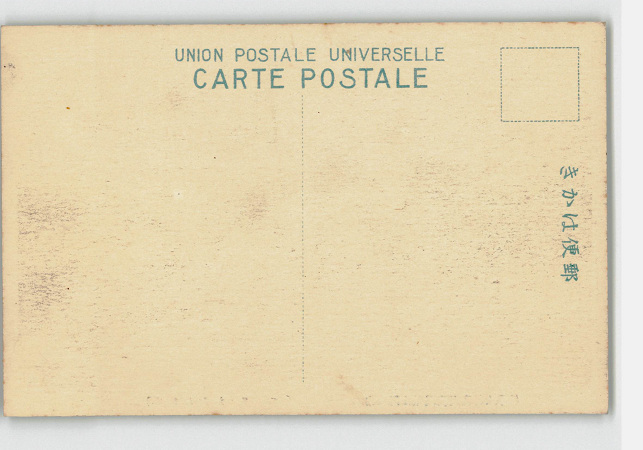 UNION POSTALE UNIVERSELLE
CARTE POSTALE
きかは便郵